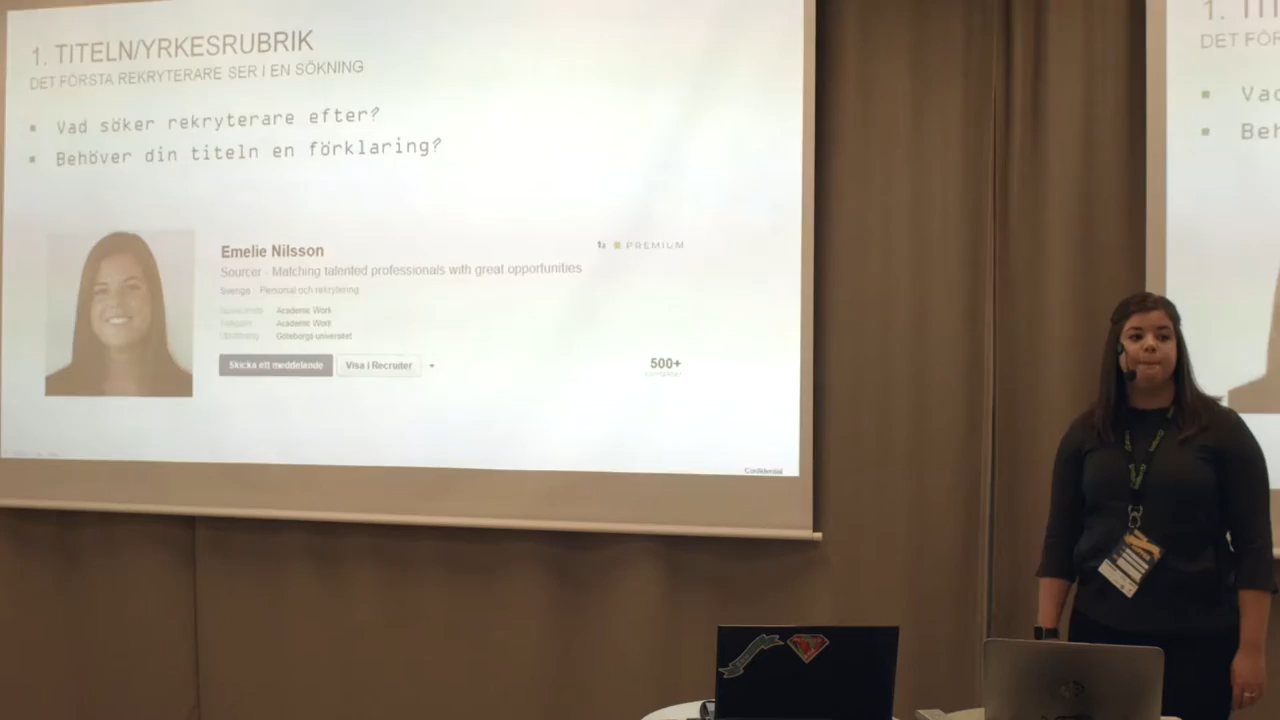 1. TITELN/YRKESRUBRIK
DET FÖRSTA REKRYTERARE SER I EN SÖKNING
Vad söker rekryterare efter?
Behöver din titeln en förklaring?
Emelie Nilsson
PREMIUM
Sourcer - Matching talented professionals with great opportunities
Sverige Personal och rekrytering
Academic Work
Academic Work
Utbildning Göteborgs universitet
Skicka ett meddelande
Visa i Recruiter
500+
Confidential
1. TI
DET FÖR
Vad
Beh